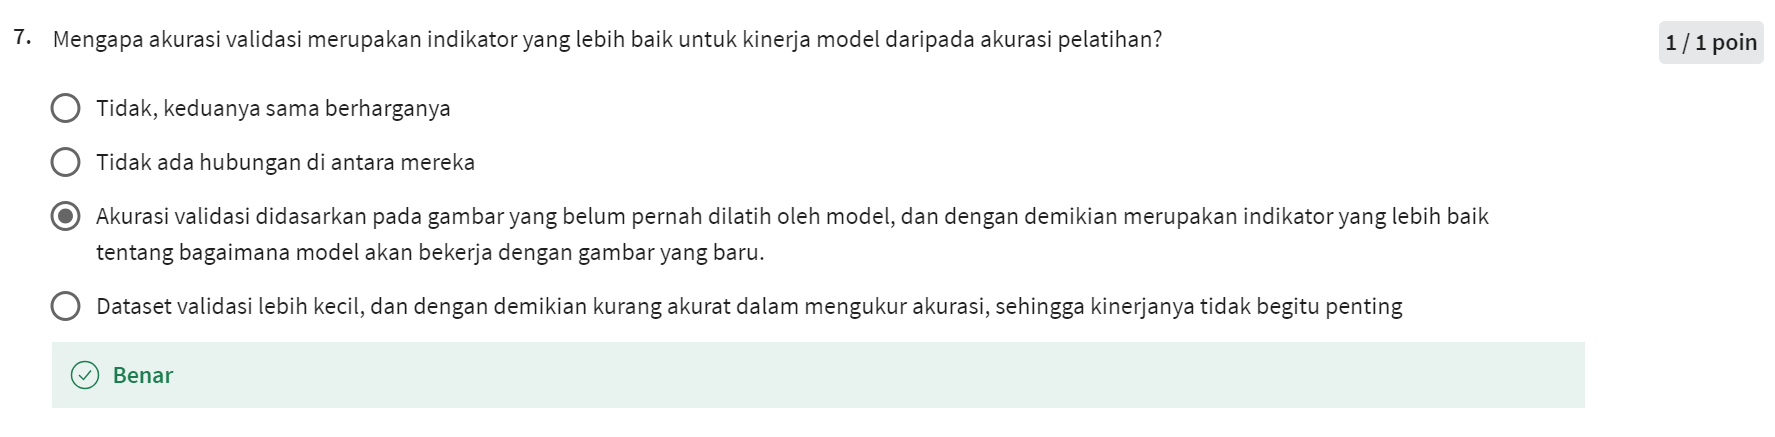 7. Mengapa akurasi validasi merupakan indikator yang lebih baik untuk kinerja model daripada akurasi pelatihan?
1 / 1 poin
Tidak, keduanya sama berharganya
Tidak ada hubungan di antara mereka
Akurasi validasi didasarkan pada gambar yang belum pernah dilatih oleh model, dan dengan demikian merupakan indikator yang lebih baik
tentang bagaimana model akan bekerja dengan gambar yang baru.
Dataset validasi lebih kecil, dan dengan demikian kurang akurat dalam mengukur akurasi, sehingga kinerjanya tidak begitu penting
Benar